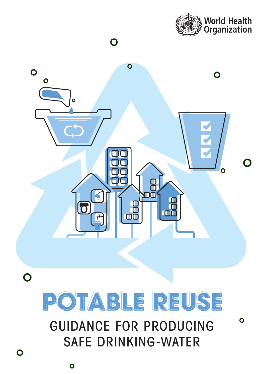 World Health
Organization
POTABLE REUSE
GUIDANCE FOR PRODUCING
SAFE DRINKING-WATER